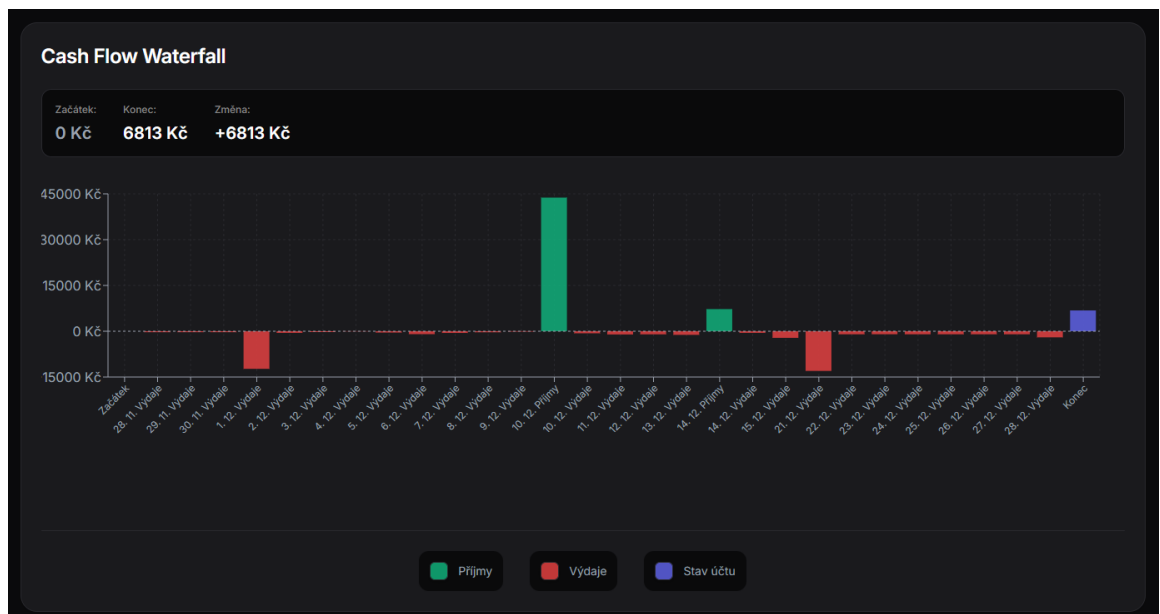 Cash Flow Waterfall
Začátek: Konec: Změna:
0 Kč 6813 Kč +6813 Kč
45000 Kč
30000 Kč
15000 Kč
0 Kč
15000 Kč
Začátek
28. 11. Výdaje
29. 11. Výdaje
30. 11. Výdaje
1. 12. Výdaje
2. 12. Výdaje
3. 12. Výdaje
4. 12. Výdaje
5. 12. Výdaje
6. 12. Výdaje
7. 12. Výdaje
8. 12. Výdaje
9. 12. Výdaje
10. 12. Příjmy
10. 12. Výdaje
11. 12. Výdaje
12. 12. Výdaje
13. 12. Výdaje
14. 12. Příjmy
14. 12. Výdaje
15. 12. Výdaje
21. 12. Výdaje
22. 12. Výdaje
23. 12. Výdaje
24. 12. Výdaje
25. 12. Výdaje
26. 12. Výdaje
27. 12. Výdaje
28. 12. Výdaje
Konec
Příjmy Výdaje Stav účtu